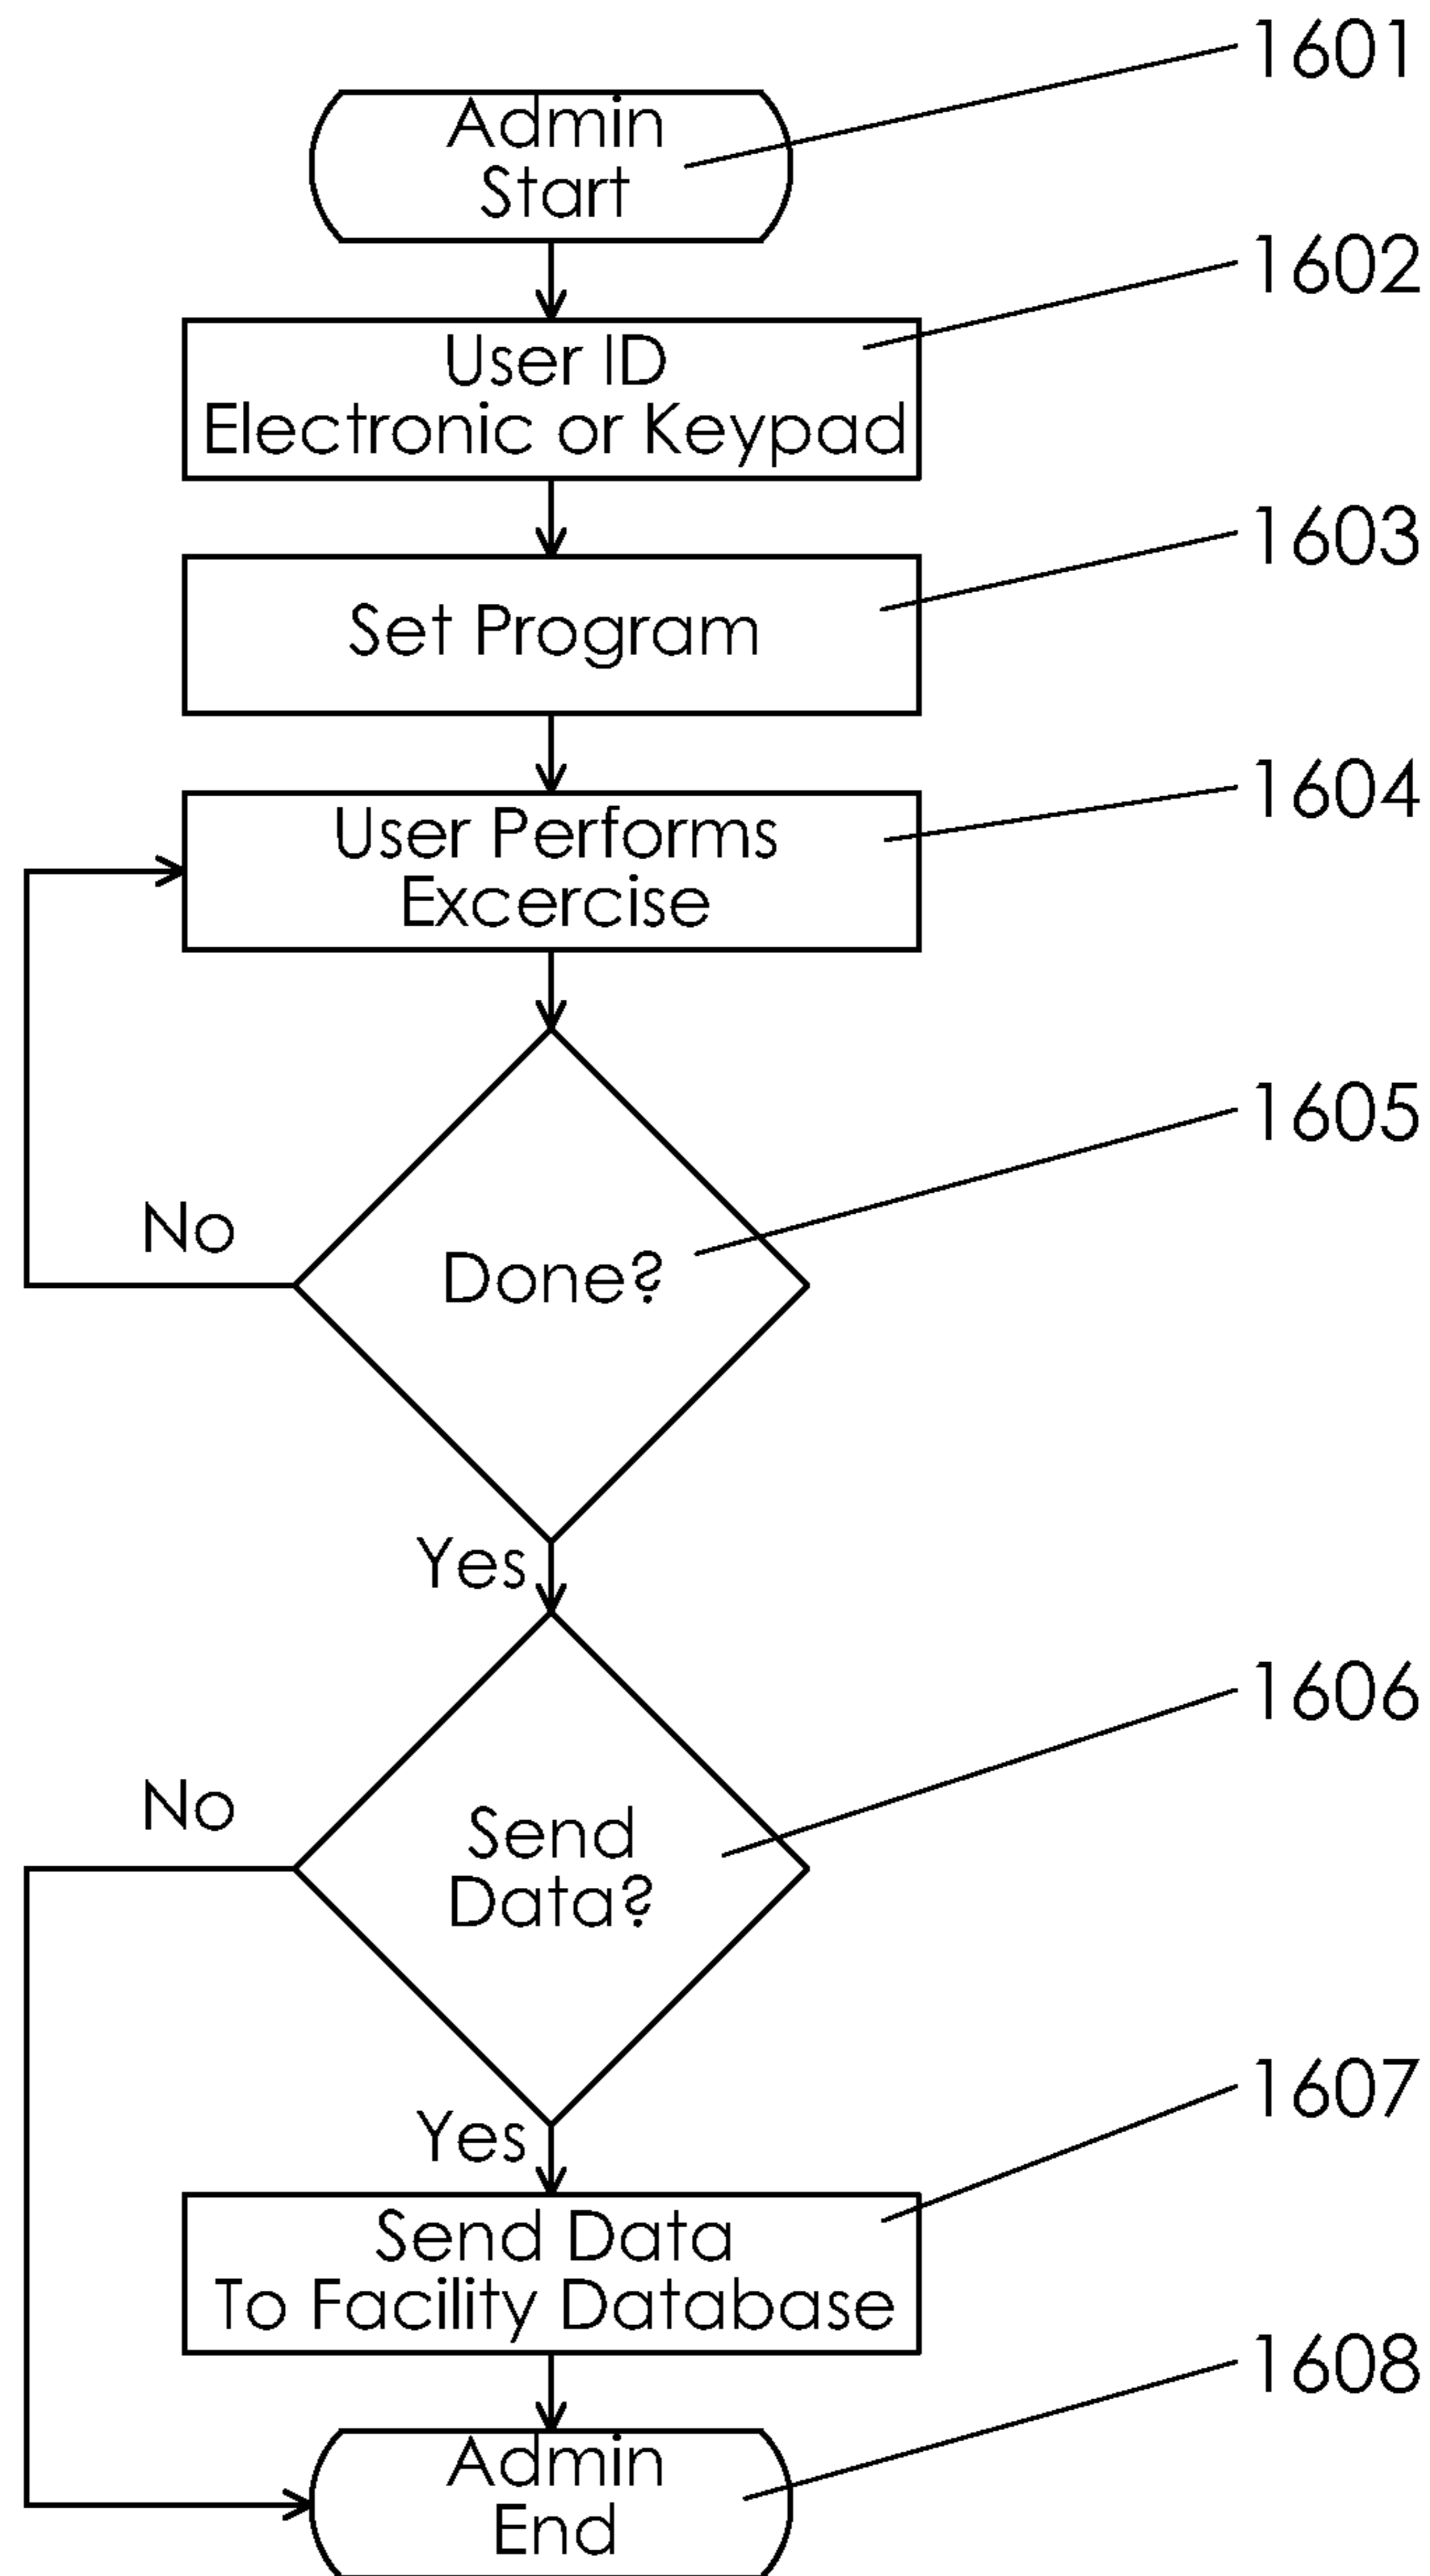 1601
Admin
Start
1602
User ID
Electronic or Keypad
1603
Set Program
1604
User Performs
Excercise
1605
No
Done?
Yes
1606
No
Send
Data?
1607
Yes
Send Data
To Facility Database
1608
Admin
End